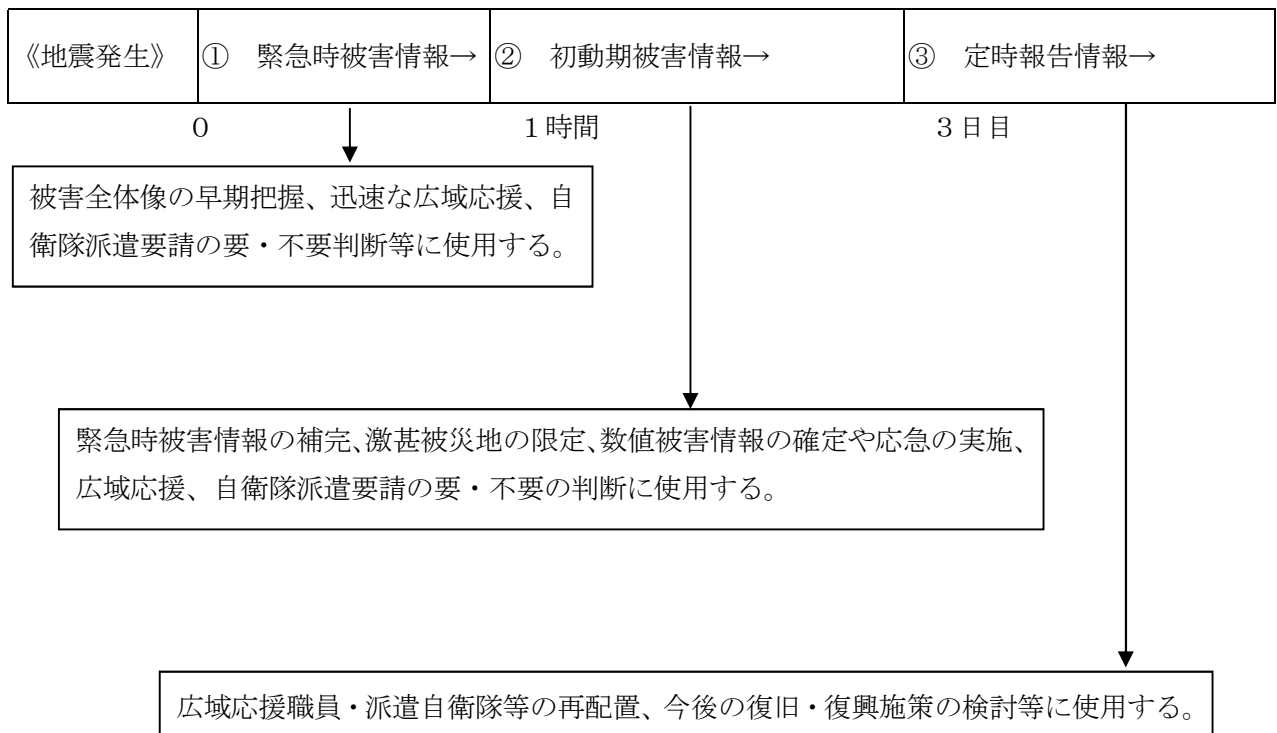 《地震発生》 ① 緊急時被害情報→ ② 初動期被害情報→ ③ 定時報告情報→
０ １時間 ３日目
被害全体像の早期把握、迅速な広域応援、自
衛隊派遣要請の要・不要判断等に使用する。
緊急時被害情報の補完、激甚被災地の限定、数値被害情報の確定や応急の実施、
広域応援、自衛隊派遣要請の要・不要の判断に使用する。
広域応援職員・派遣自衛隊等の再配置、今後の復旧・復興施策の検討等に使用する。